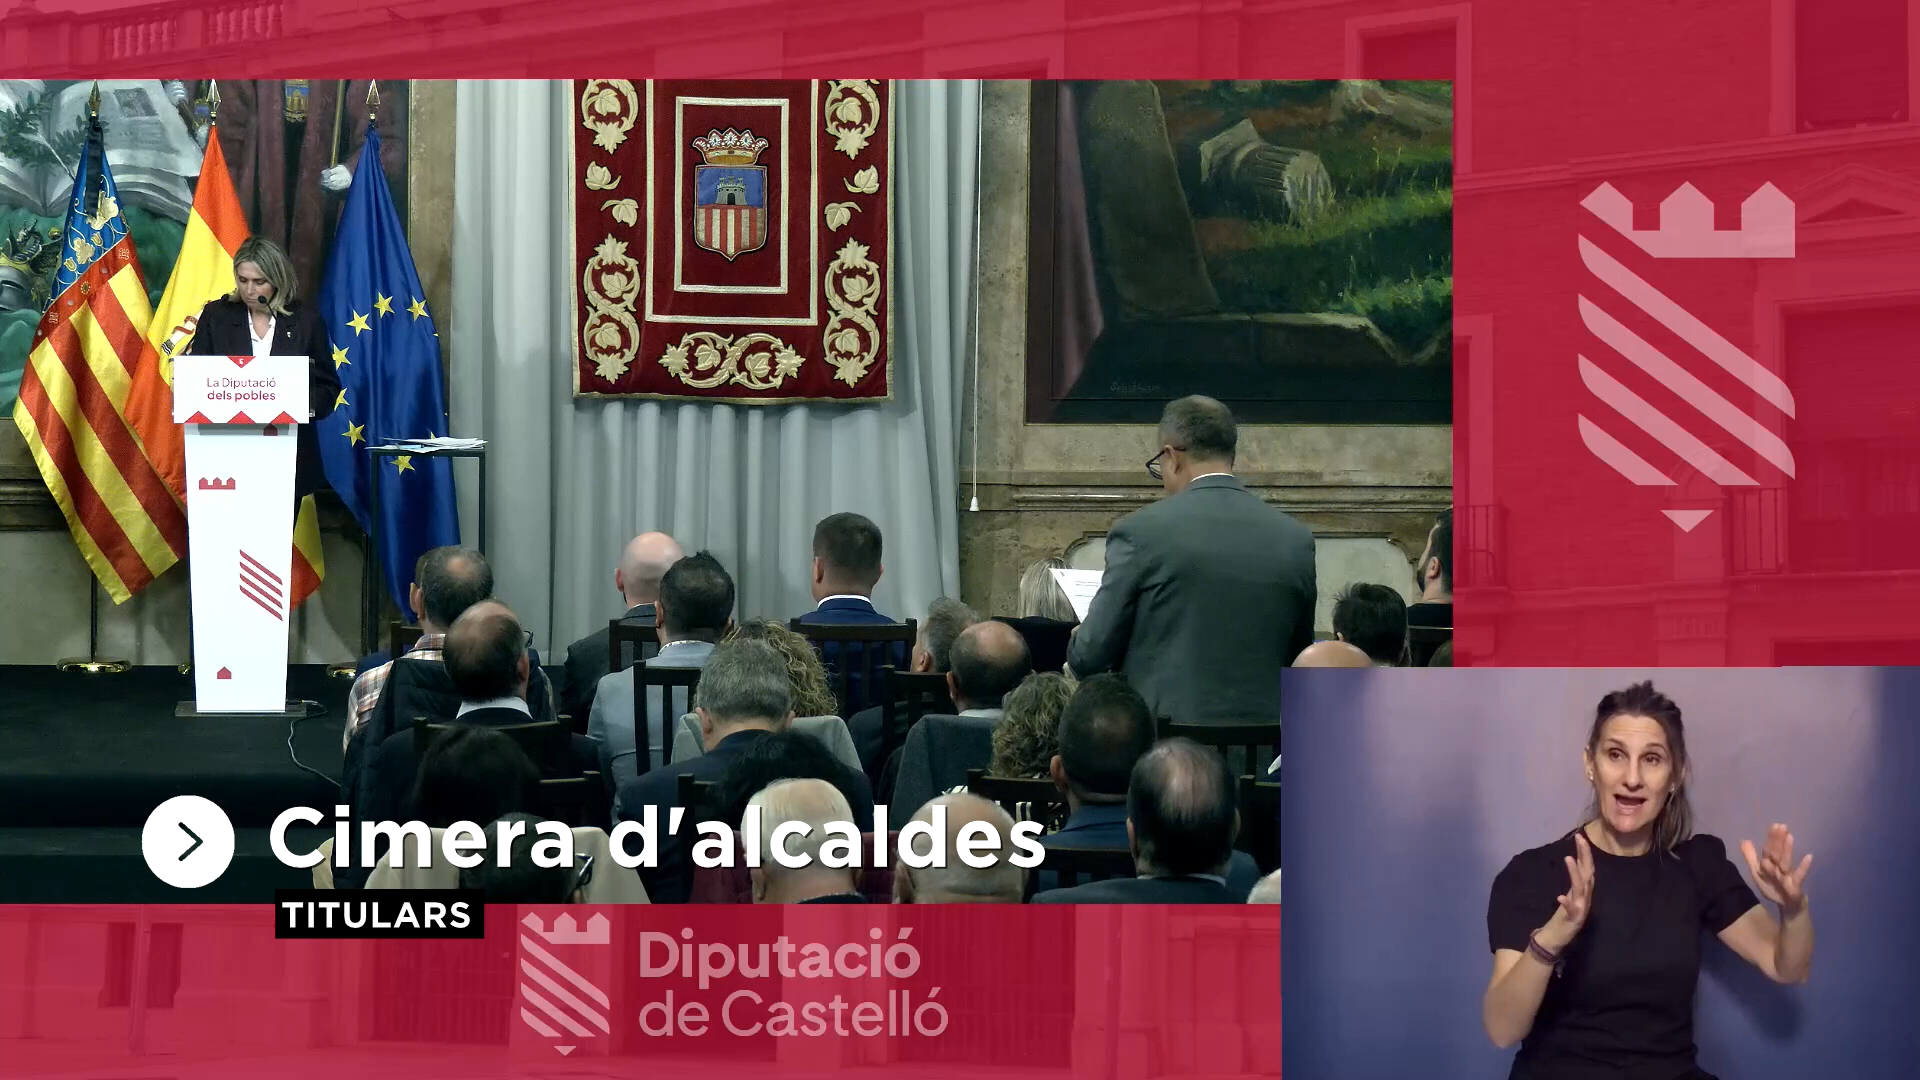 La Diputació
dels pobles
Cimera d'alcaldes
TITULARS
Diputació
de Castelló